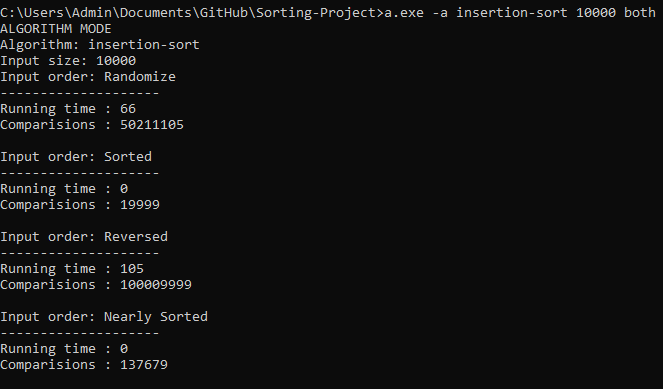 C:\Users\Admin\Documents\GitHub\Sorting-Project>a.exe -a insertion-sort 10000 both
ALGORITHM MODE
Algorithm: insertion-sort
Input size: 10000
Input order: Randomize
--------------------
Running time : 66
Comparisions : 50211105
Input order: Sorted
--------------------
Running time : 0
Comparisions : 19999
Input order: Reversed
--------------------
Running time : 105
Comparisions : 100009999
Input order: Nearly Sorted
--------------------
Running time : 0
Comparisions : 137679